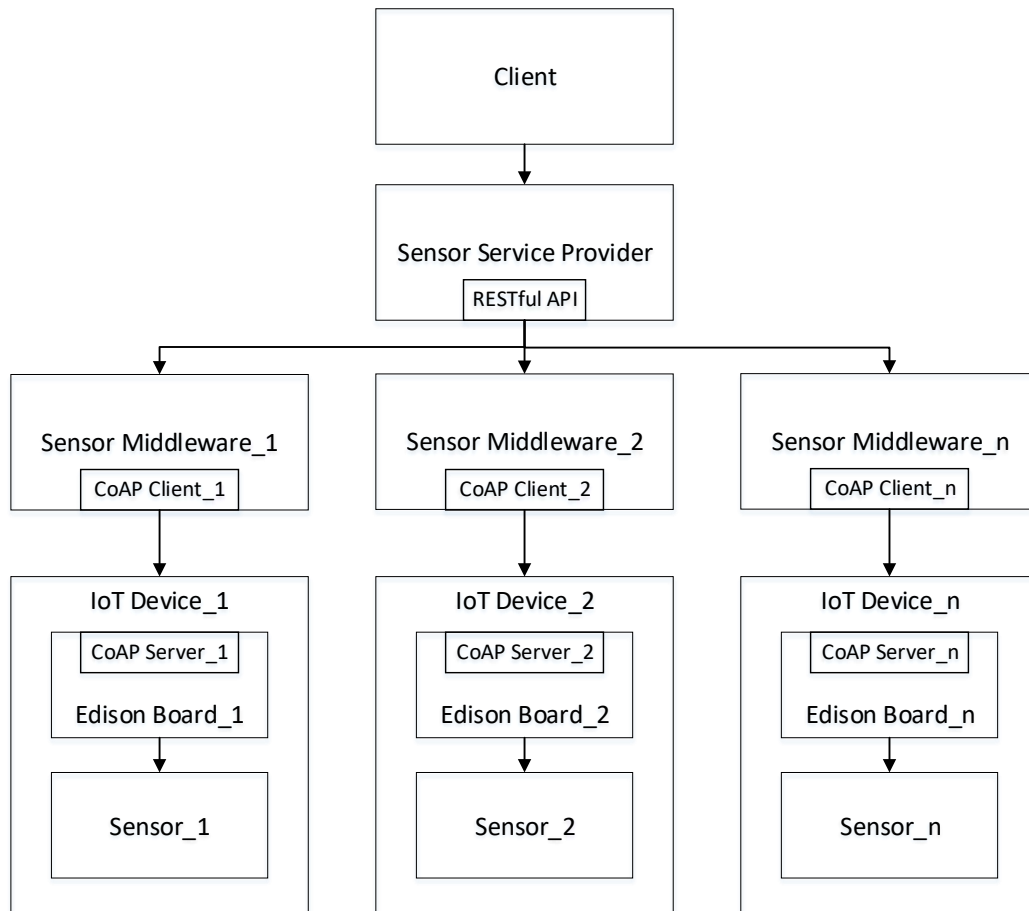 Client
Sensor Service Provider
RESTful API
Sensor Middleware_1
Sensor Middleware_2
Sensor Middleware_n
CoAP Client_1
CoAP Client_2
CoAP Client_n
IoT Device_1
IoT Device_2
IoT Device_n
CoAP Server_1
CoAP Server_2
CoAP Server_n
Edison Board_1
Edison Board_2
Edison Board_n
Sensor_1
Sensor_2
Sensor_n